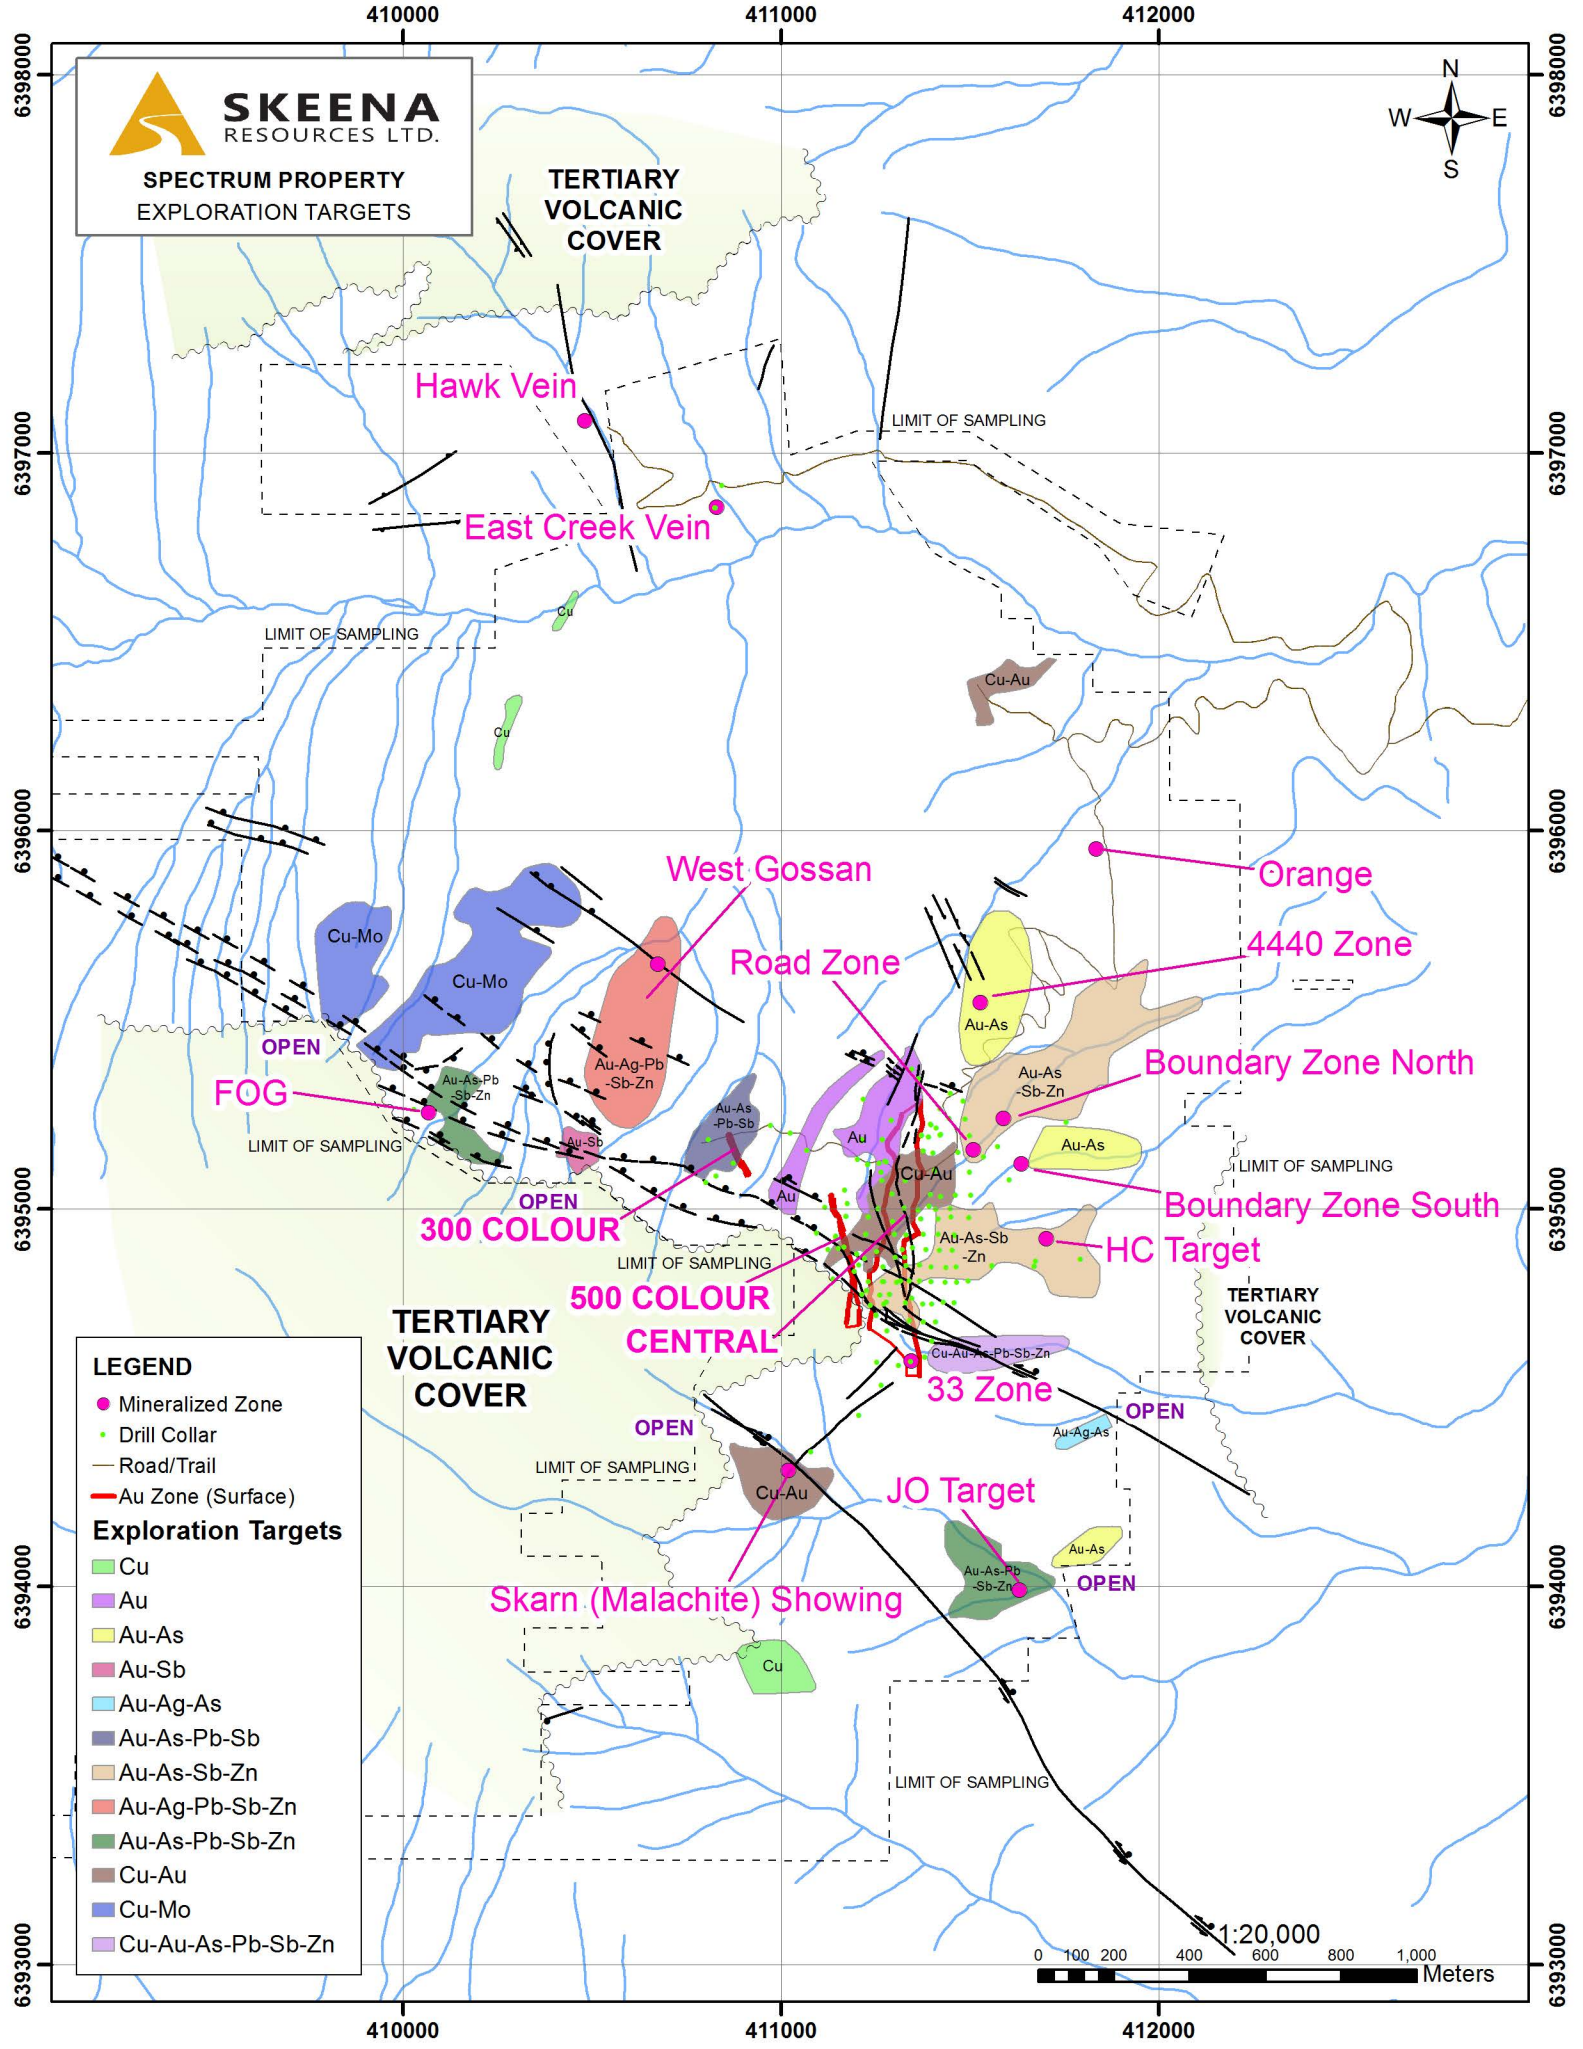 410000
411000
412000
6398000
6398000
SKEENA
RESOURCES LTD.
SPECTRUM PROPERTY
EXPLORATION TARGETS
N
W
E
S
TERTIARY
VOLCANIC
COVER
Hawk Vein
LIMIT OF SAMPLING
6397000
6397000
East Creek Vein
Cu
LIMIT OF SAMPLING
Cu-Au
Cu
6396000
6396000
West Gossan
Orange
Cu-Mo
4440 Zone
Road Zone
Cu-Mo
Au-As
OPEN
Au-Ag-Pb
-Sb-Zn
Boundary Zone North
Au-As
-Sb-Zn
FOG
Au-As-Pb
-Sb-Zn
Au-As
-Pb-Sb
LIMIT OF SAMPLING
Au-Sb
Au
Au-As
LIMIT OF SAMPLING
Cu-Au
Au
OPEN
Boundary Zone South
6395000
6395000
300 COLOUR
Au-As-Sb
-Zn
HC Target
LIMIT OF SAMPLING
500 COLOUR
CENTRAL
TERTIARY
VOLCANIC
COVER
TERTIARY
VOLCANIC
COVER
Cu-Au-As-Pb-Sb-Zn
33 Zone
OPEN
OPEN
Au-Ag-As
LIMIT OF SAMPLING
Cu-Au
JO Target
Au-As
Au-As-Pb
-Sb-Zn
OPEN
6394000
6394000
Skarn (Malachite) Showing
Cu
LIMIT OF SAMPLING
LEGEND
Mineralized Zone
Drill Collar
Road/Trail
Au Zone (Surface)
Exploration Targets
Cu
Au
Au-As
Au-Sb
Au-Ag-As
Au-As-Pb-Sb
Au-As-Sb-Zn
Au-Ag-Pb-Sb-Zn
Au-As-Pb-Sb-Zn
Cu-Au
Cu-Mo
Cu-Au-As-Pb-Sb-Zn
1:20,000
0 100 200 400 600 800 1,000
Meters
6393000
6393000
410000
411000
412000